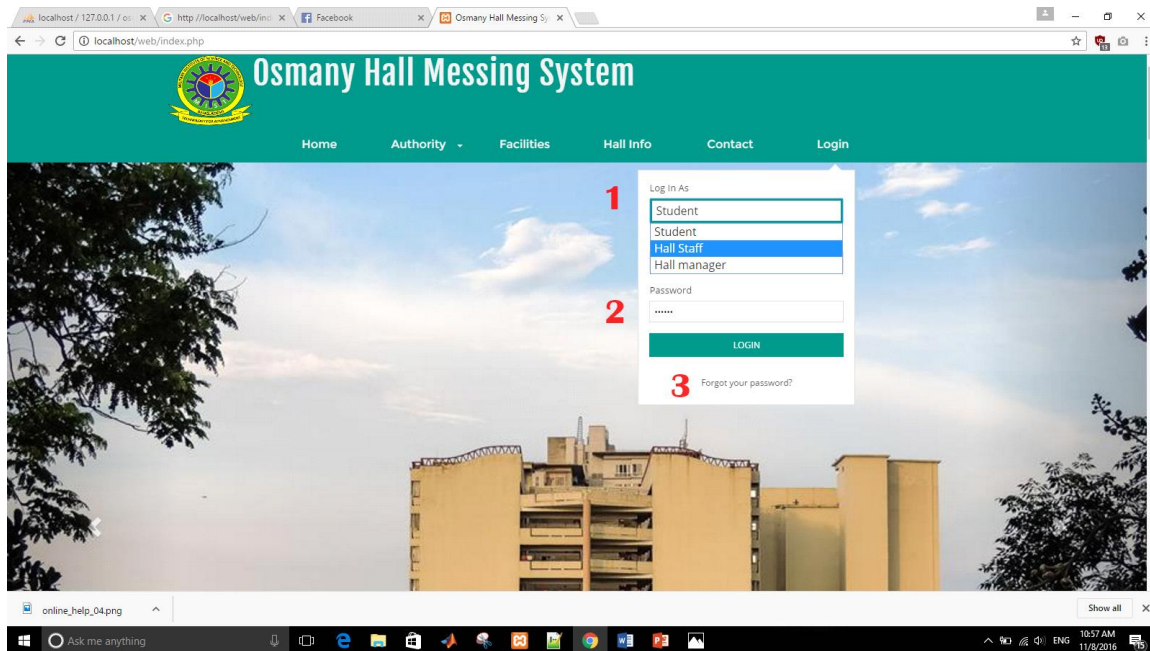 localhost / 127.0.0.1 / os
http://localhost/web/ind
Facebook
Osmany Hall Messing Sy
localhost/web/index.php
Osmany Hall Messing System
Home
Authority
Facilities
Hall Info
Contact
Login
1
Log In As
Student
Student
Hall Staff
Hall manager
Password
2
••••••
LOGIN
3
Forgot your password?
online_help_04.png
Show all
Ask me anything
ENG
10:57 AM
11/8/2016